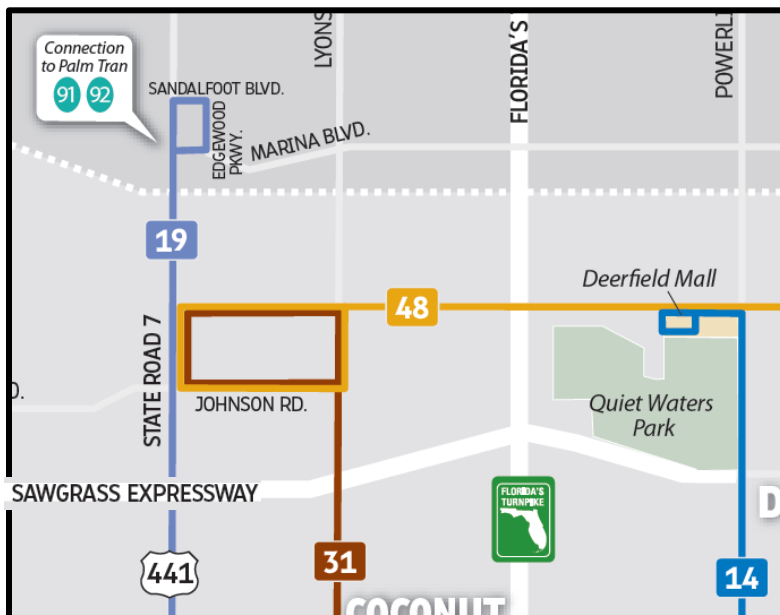 Connection
to Palm Tran
91 92
SANDALFOOT BLVD.
EDGEWOOD
PKWY.
MARINA BLVD.
LYONS
FLORIDA'S
POWERLI
19
48
Deerfield Mall
STATE ROAD 7
D.
JOHNSON RD.
Quiet Waters
Park
SAWGRASS EXPRESSWAY
FLORIDA'S
TURNPIKE
D
441
31
14
COCONUT